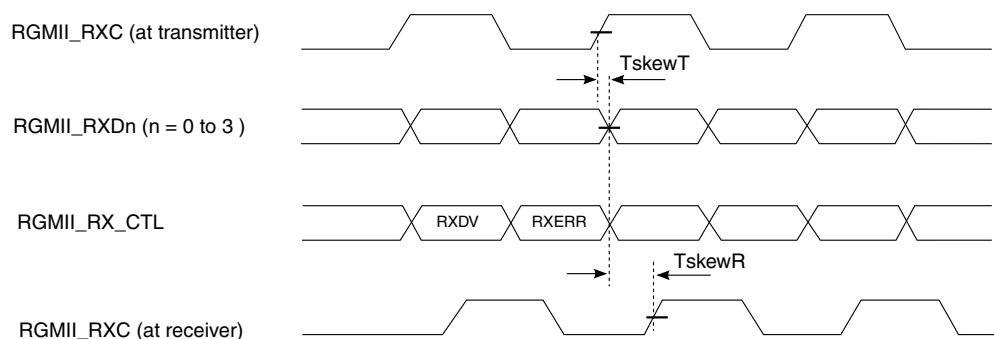 RGMII_RXC (at transmitter)
TskewT
RGMII_RXDn (n = 0 to 3 )
RGMII_RX_CTL
RXDV
RXERR
TskewR
RGMII_RXC (at receiver)